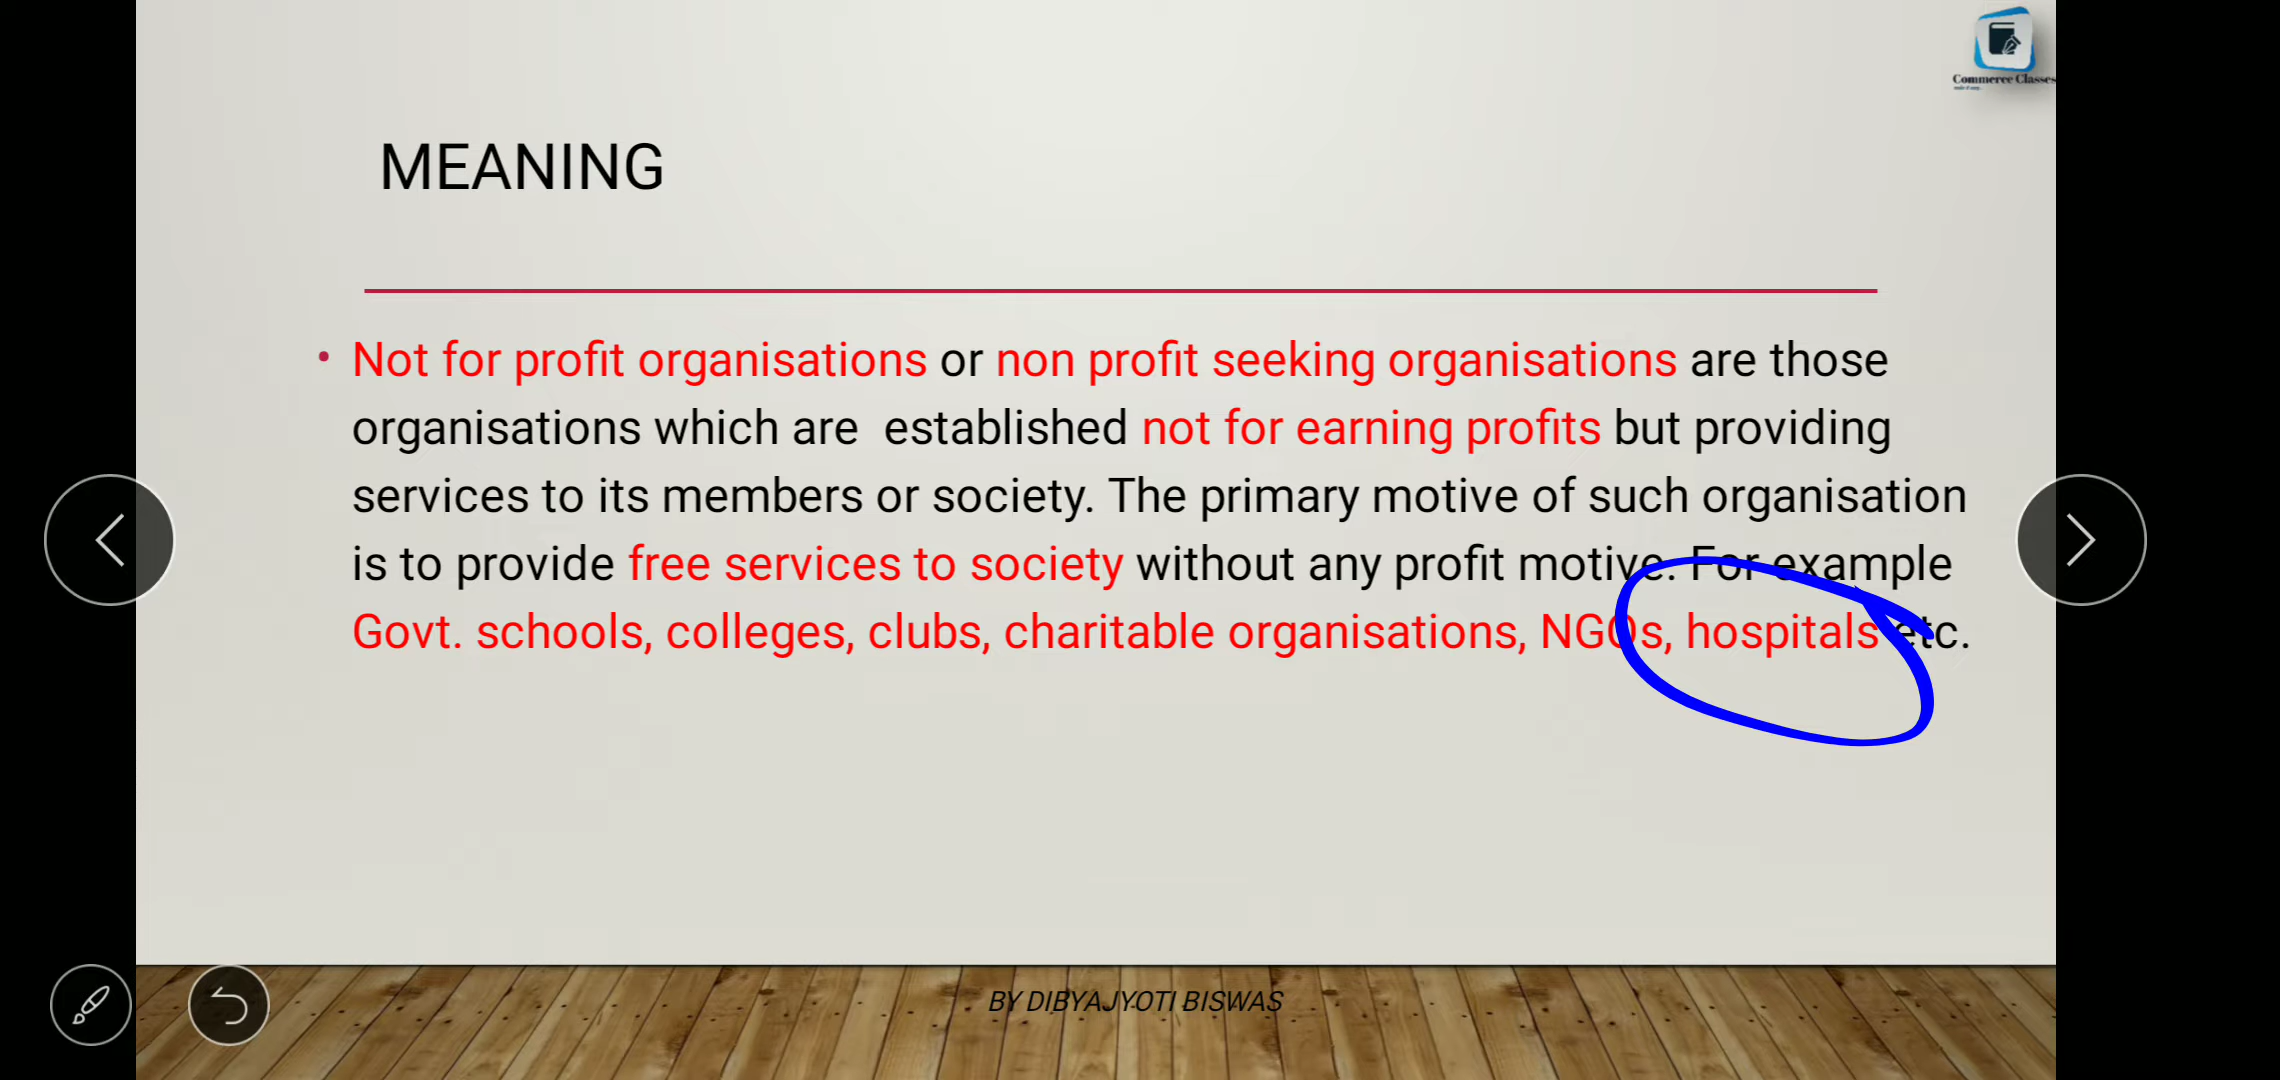 Commerce Classes
MEANING
• Not for profit organisations or non profit seeking organisations are those
organisations which are established not for earning profits but providing
services to its members or society. The primary motive of such organisation
is to provide free services to society without any profit motive. For example
Govt. schools, colleges, clubs, charitable organisations, NGOs, hospitals etc.
BY DIBYAJYOTI BISWAS